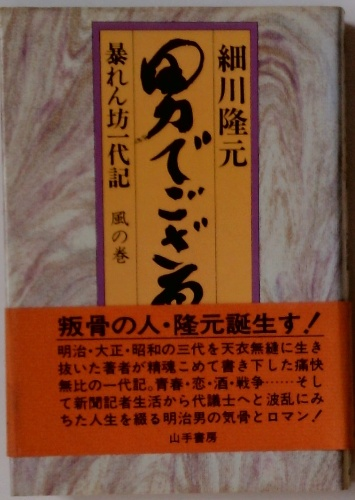 細川隆元
男でござる
暴れん坊一代記
風の巻
叛骨の人・隆元誕生す!
明治・大正・昭和の三代を天衣無縫に生き
抜いた著者が精魂こめて書き下した痛快
無比の一代記。青春・恋・酒・戦争……そし
て新聞記者生活から代議士へと波乱にみ
ちた人生を綴る明治男の気骨とロマン!
山手書房